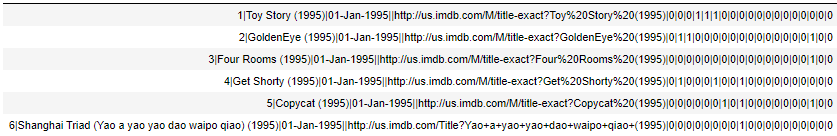 1|Toy Story (1995)|01-Jan-1995||http://us.imdb.com/M/title-exact?Toy%20Story%20(1995)|0|0|0|1|1|1|0|0|0|0|0|0|0|0|0|0|0|0|0
2|GoldenEye (1995)|01-Jan-1995||http://us.imdb.com/M/title-exact?GoldenEye%20(1995)|0|1|1|0|0|0|0|0|0|0|0|0|0|0|0|0|1|0|0
3|Four Rooms (1995)|01-Jan-1995||http://us.imdb.com/M/title-exact?Four%20Rooms%20(1995)|0|0|0|0|0|0|0|0|0|0|0|0|0|0|0|0|1|0|0
4|Get Shorty (1995)|01-Jan-1995||http://us.imdb.com/M/title-exact?Get%20Shorty%20(1995)|0|1|0|0|0|1|0|0|1|0|0|0|0|0|0|0|0|0|0
5|Copycat (1995)|01-Jan-1995||http://us.imdb.com/M/title-exact?Copycat%20(1995)|0|0|0|0|0|0|1|0|1|0|0|0|0|0|0|0|1|0|0
6|Shanghai Triad (Yao a yao yao dao waipo qiao) (1995)|01-Jan-1995||http://us.imdb.com/Title?Yao+a+yao+yao+dao+waipo+qiao+(1995)|0|0|0|0|0|0|0|0|1|0|0|0|0|0|0|0|0|0|0